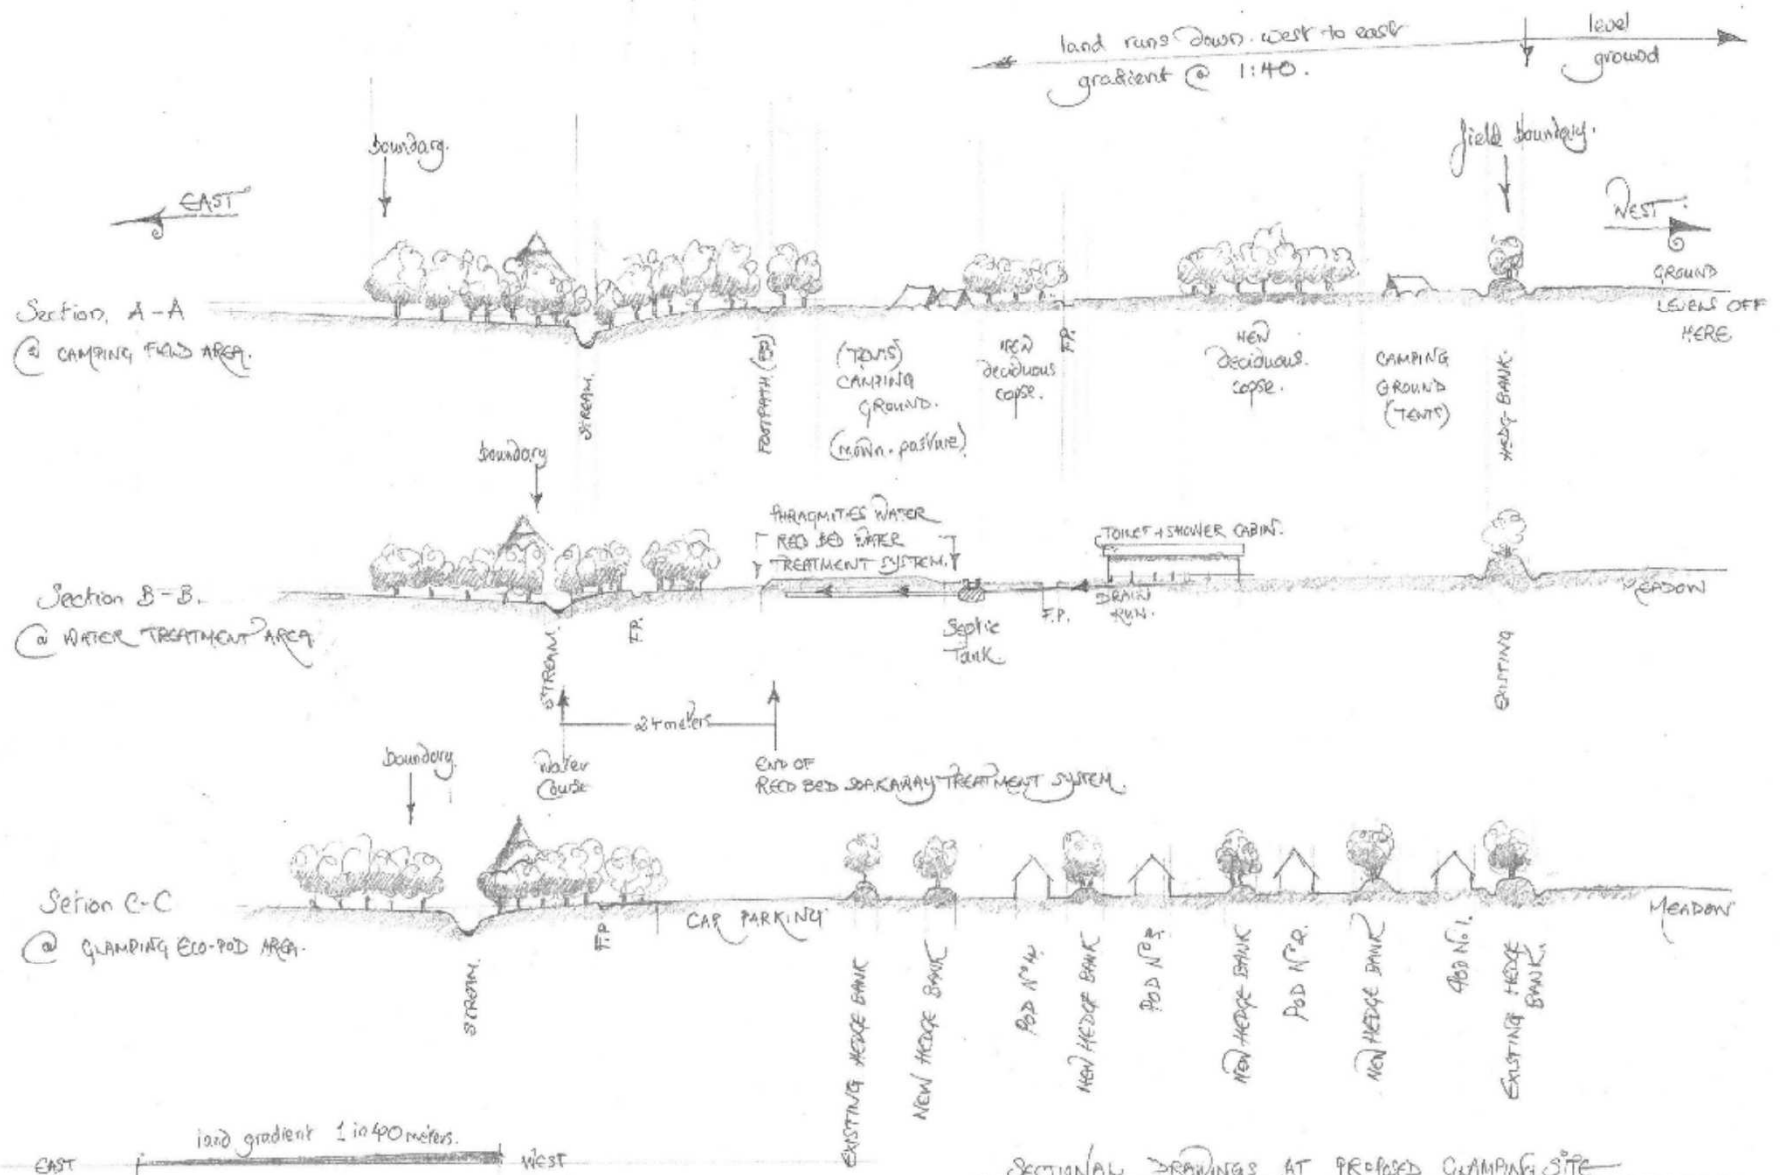 land runs down. west to east
gradient @ 1:40.
level
ground
boundary.
field boundary.
EAST
WEST
Section, A-A
@ CAMPING FIELD AREA.
GROUND
LEVELS OFF
HERE
STREAM.
FOOTPATH (FP)
(TENTS)
CAMPING
GROUND.
(mown. pasture)
NEW
deciduous
copse.
F.P.
NEW
deciduous.
copse.
CAMPING
GROUND
(TENTS)
HEDG-BANK.
boundary
PHRAGMITES WATER
REED BED WATER
TREATMENT SYSTEM.
TOILET + SHOWER CABIN.
Section B-B.
@ WATER TREATMENT AREA
STREAM.
F.P.
Septic
Tank.
F.P.
DRAIN
RUN.
EXISTING
MEADOW
24 meters
boundary.
Water
Course
END OF
REED BED SOAKAWAY TREATMENT SYSTEM.
Setion C-C
@ GLAMPING ECO-POD AREA.
STREAM.
F.P
CAR PARKING
EXISTING HEDGE BANK
NEW HEDGE BANK
POD Nº 4.
NEW HEDGE BANK
POD Nº 3.
NEW HEDGE BANK
POD Nº 2.
NEW HEDGE BANK
POD Nº 1.
EXISTING HEDGE
BANK.
MEADOW
land gradient 1 in 40 meters.
EAST
WEST
SECTIONAL DRAWINGS AT PROPOSED GLAMPING SITE